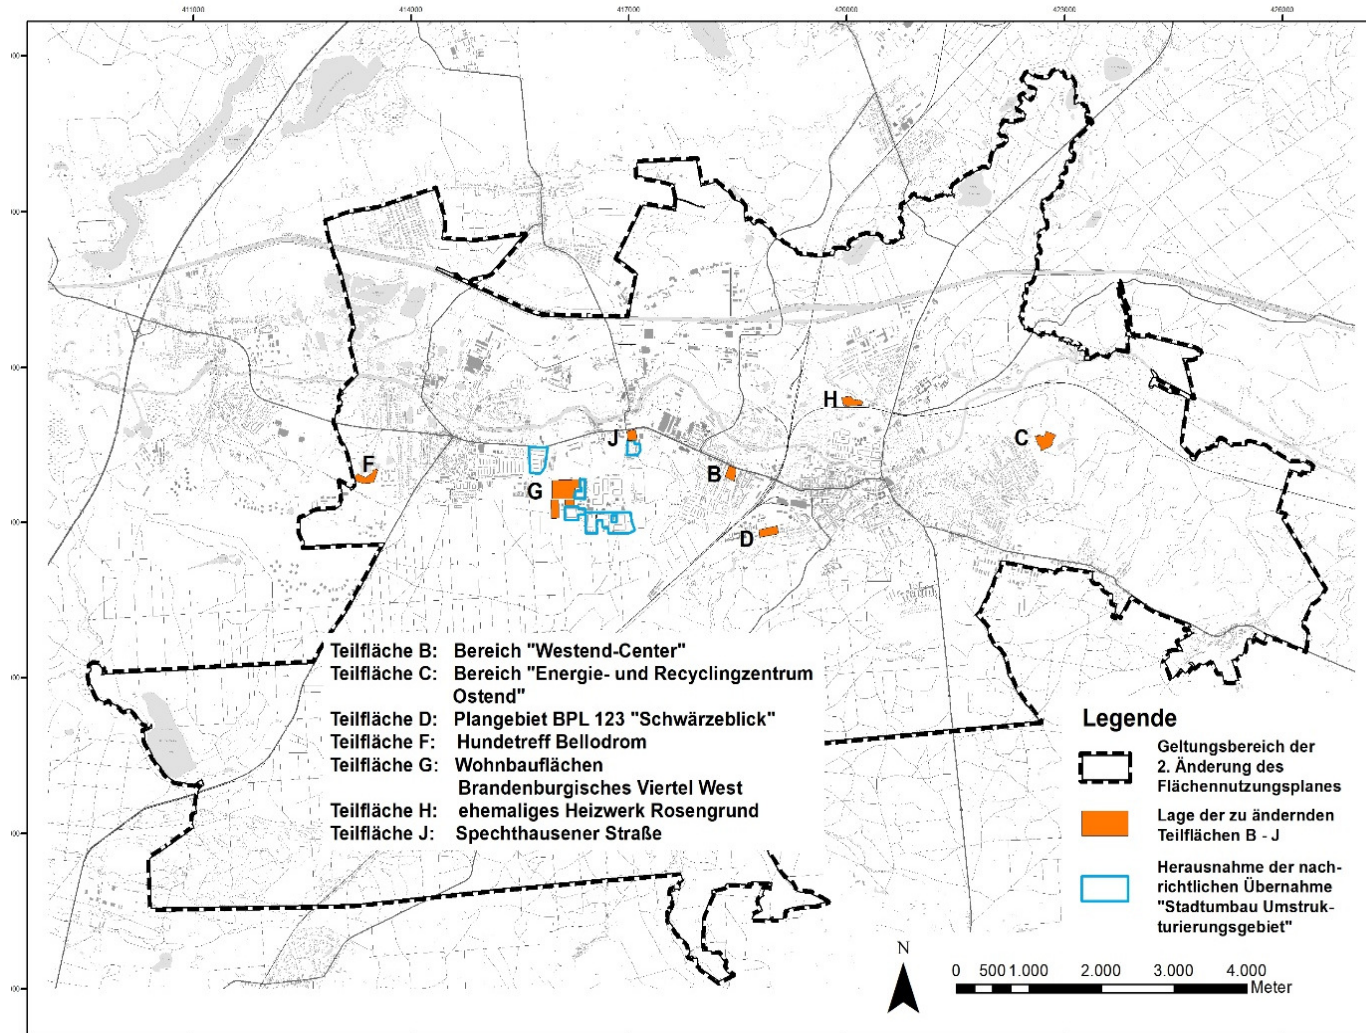 411000 414000 417000 420000 423000 426000
H
J
C
F
B
G
D
Teilfläche B: Bereich "Westend-Center"
Teilfläche C: Bereich "Energie- und Recyclingzentrum
Ostend"
Teilfläche D: Plangebiet BPL 123 "Schwärzeblick"
Teilfläche F: Hundetreff Bellodrom
Teilfläche G: Wohnbauflächen
Brandenburgisches Viertel West
Teilfläche H: ehemaliges Heizwerk Rosengrund
Teilfläche J: Spechthausener Straße
Legende
Geltungsbereich der
2. Änderung des
Flächennutzungsplanes
Lage der zu ändernden
Teilflächen B - J
Herausnahme der nach-
richtlichen Übernahme
"Stadtumbau Umstruk-
turierungsgebiet"
N
0 500 1.000 2.000 3.000 4.000
Meter